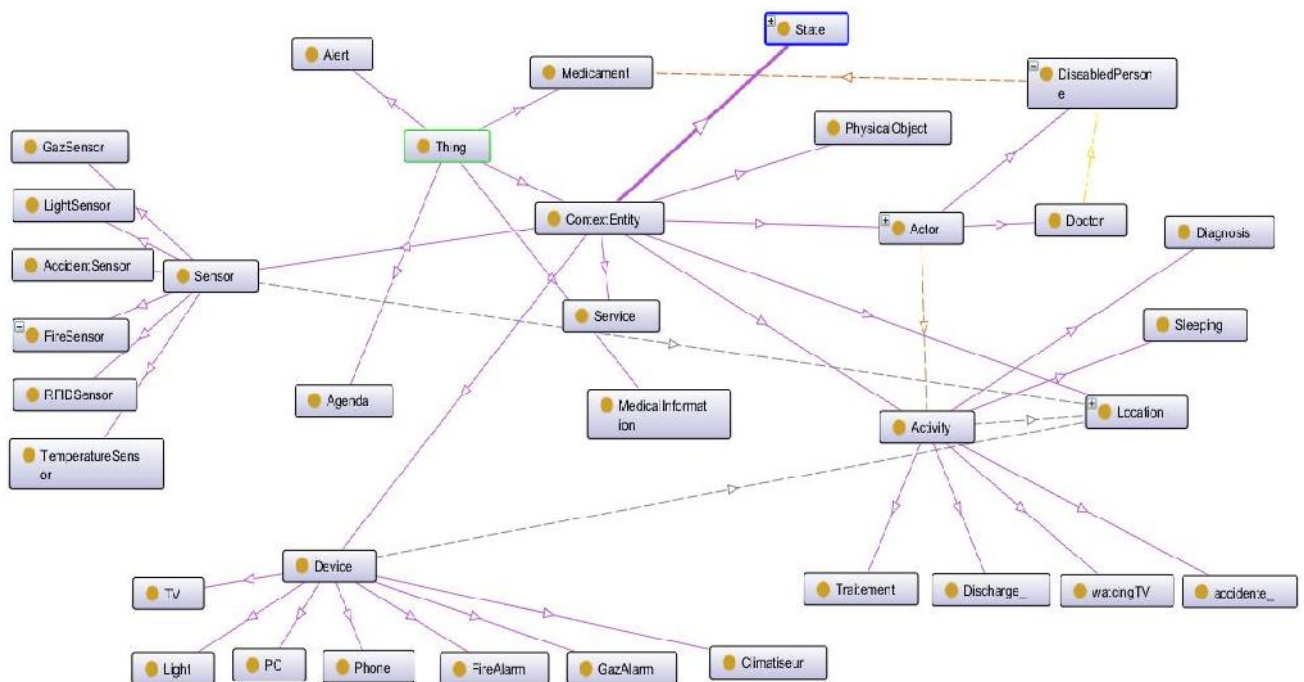 State
Alert
Medicament
DiseabledPerson
e
PhysicalObject
GazSensor
Thing
LightSensor
ContextEntity
Actor
Doctor
Diagnosis
AccidentSensor
Sensor
Service
Sleeping
FireSensor
RFIDSensor
Agenda
MedicalInformat
ion
Activity
Location
TemperatureSens
or
Device
TV
Traitement
Discharge_
watcingTV
accidente_
Light
PC
Phone
FireAlarm
GazAlarm
Climatiseur